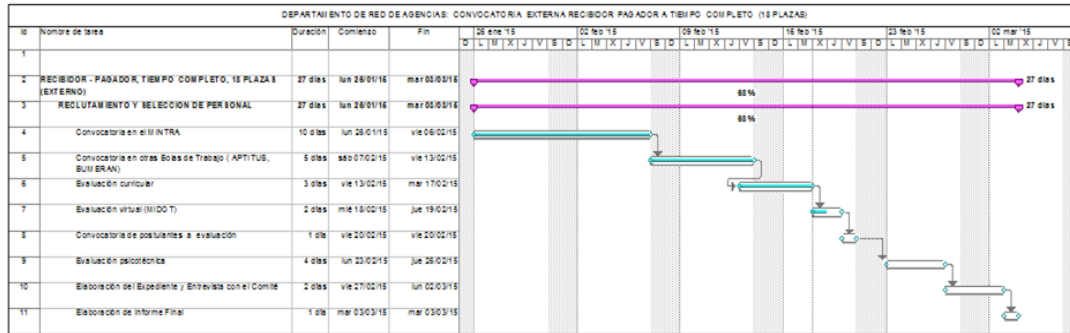 DEPARTAMENTO DE RED DE AGENCIAS: CONVOCATORIA EXTERNA RECIBIDOR PAGADOR A TIEMPO COMPLETO (18 PLAZAS)
Id Nombre de tarea Duración Comienzo Fin 26 ene '15 02 feb '15 09 feb '15 16 feb '15 23 feb '15 02 mar '15
D L M X J V S D L M X J V S D L M X J V S D L M X J V S D L M X J V S D L M X J V S
1
2 RECIBIDOR - PAGADOR, TIEMPO COMPLETO, 18 PLAZAS 27 días lun 26/01/15 mar 03/03/15 27 días
(EXTERNO) 68 %
3 RECLUTAMIENTO Y SELECCION DE PERSONAL 27 días lun 26/01/15 mar 03/03/15 27 días
68 %
4 Convocatoria en el MINTRA 10 días lun 26/01/15 vie 06/02/15
5 Convocatoria en otras Bolsas de Trabajo ( APTITUS, 5 días sáb 07/02/15 vie 13/02/15
BUMERAN)
6 Evaluación curricular 3 días vie 13/02/15 mar 17/02/15
7 Evaluación virtual (MIDOT) 2 días mié 18/02/15 jue 19/02/15
8 Convocatoria de postulantes a evaluación 1 día vie 20/02/15 vie 20/02/15
9 Evaluación psicotécnica 4 días lun 23/02/15 jue 26/02/15
10 Elaboración del Expediente y Entrevista con el Comité 2 días vie 27/02/15 lun 02/03/15
11 Elaboración de Informe Final 1 día mar 03/03/15 mar 03/03/15